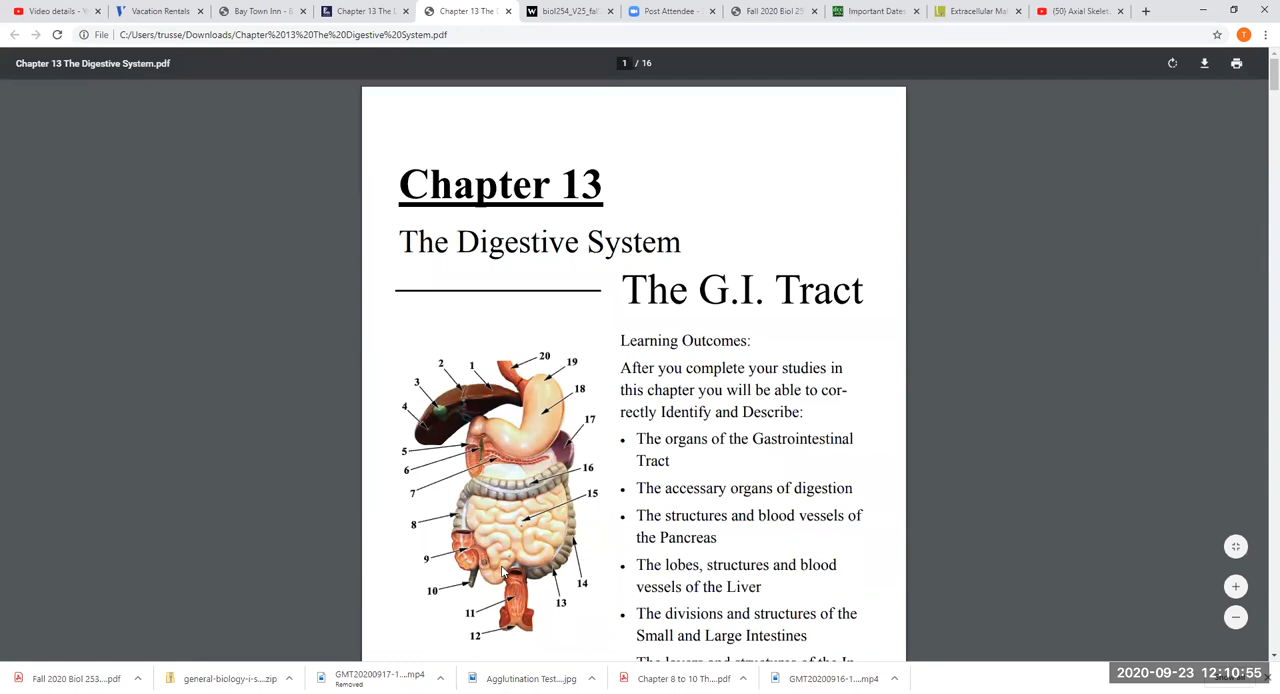 Video details - Y
Vacation Rentals
Bay Town Inn - B
Chapter 13 The D
Chapter 13 The D
biol254_V25_fal
Post Attendee -
Fall 2020 Biol 25
Important Dates
Extracellular Ma
(50) Axial Skelet
File C:/Users/trusse/Downloads/Chapter%2013%20The%20Digestive%20System.pdf
T
Chapter 13 The Digestive System.pdf
1 / 16
Chapter 13
The Digestive System
The G.I. Tract
Learning Outcomes:
After you complete your studies in
this chapter you will be able to cor-
rectly Identify and Describe:
• The organs of the Gastrointestinal
Tract
• The accessary organs of digestion
• The structures and blood vessels of
the Pancreas
• The lobes, structures and blood
vessels of the Liver
• The divisions and structures of the
Small and Large Intestines
1
2
3
4
5
6
7
8
9
10
11
12
13
14
15
16
17
18
19
20
Fall 2020 Biol 253....pdf
general-biology-i-s....zip
GMT20200917-1....mp4
Removed
Agglutination Test....jpg
Chapter 8 to 10 Th....pdf
GMT20200916-1....mp4
2020-09-23 12:10:55